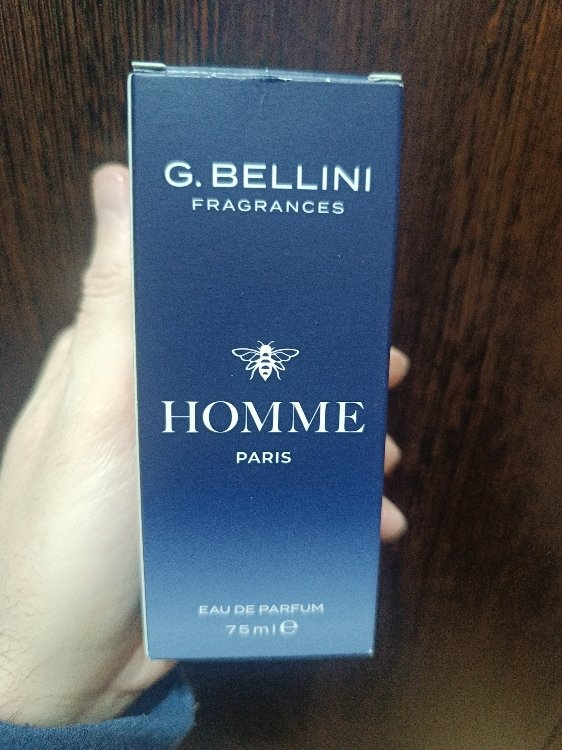 G. BELLINI
FRAGRANCES
HOMME
PARIS
EAU DE PARFUM
75ml ℮